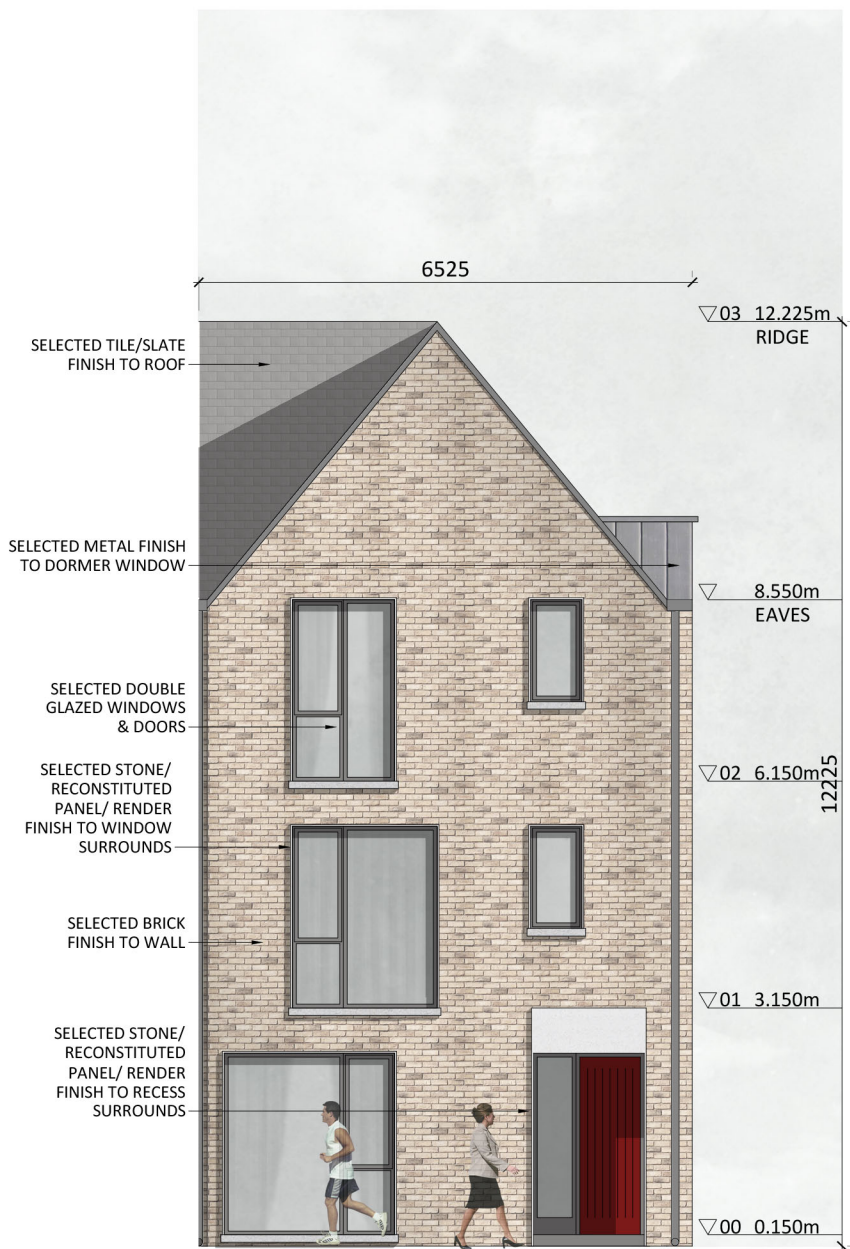 6525
▽03 12.225m
RIDGE
SELECTED TILE/SLATE
FINISH TO ROOF
SELECTED METAL FINISH
TO DORMER WINDOW
▽ 8.550m
EAVES
SELECTED DOUBLE
GLAZED WINDOWS
& DOORS
▽02 6.150m
12225
SELECTED STONE/
RECONSTITUTED
PANEL/ RENDER
FINISH TO WINDOW
SURROUNDS
SELECTED BRICK
FINISH TO WALL
▽01 3.150m
SELECTED STONE/
RECONSTITUTED
PANEL/ RENDER
FINISH TO RECESS
SURROUNDS
▽00 0.150m